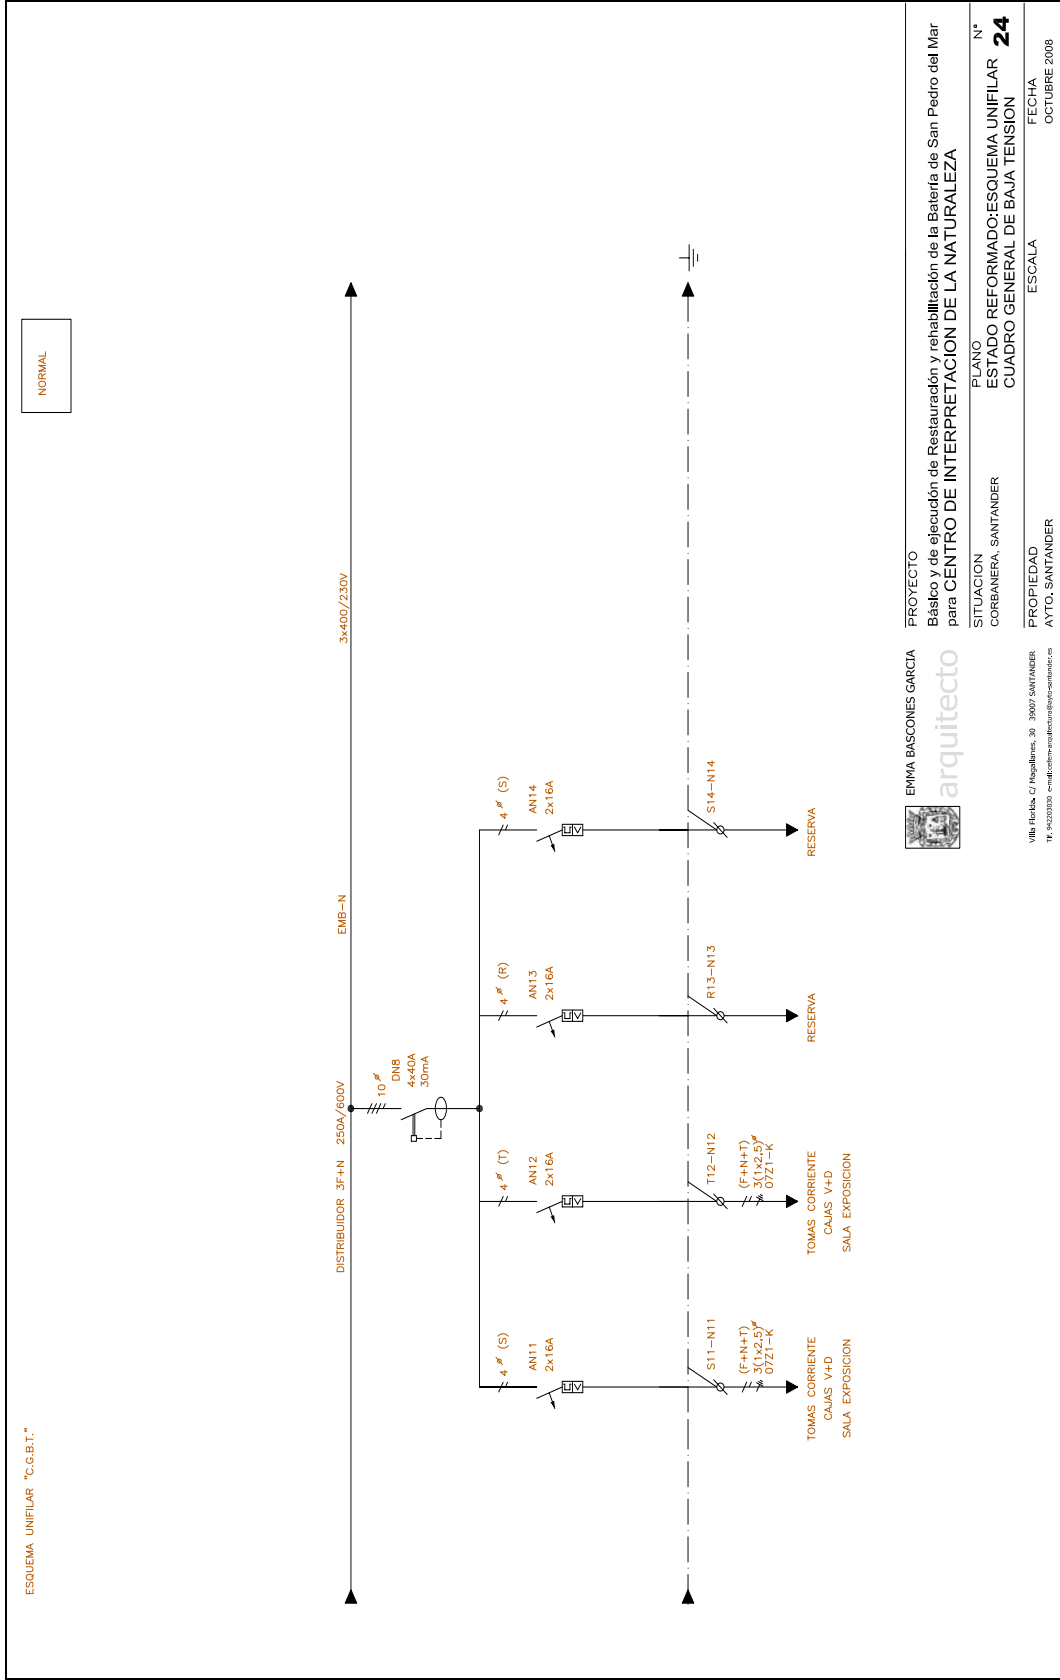 ESQUEMA UNIFILAR "C.G.B.T."
NORMAL
DISTRIBUIDOR 3F+N 250A/600V
EMB-N
3x400/230V
10 ø
DN8
4x40A
30mA
4 ø (S)
AN11
2x16A
S11-N11
(F+N+T)
3(1x2,5)ø
07Z1-K
TOMAS CORRIENTE
CAJAS V+D
SALA EXPOSICION
4 ø (T)
AN12
2x16A
T12-N12
(F+N+T)
3(1x2,5)ø
07Z1-K
TOMAS CORRIENTE
CAJAS V+D
SALA EXPOSICION
4 ø (R)
AN13
2x16A
R13-N13
RESERVA
4 ø (S)
AN14
2x16A
S14-N14
RESERVA
EMMA BASCONES GARCIA
arquitecto
Villa Florida. C/ Magallanes, 30 39007 SANTANDER
PROYECTO
Básico y de ejecución de Restauración y rehabilitación de la Batería de San Pedro del Mar
para CENTRO DE INTERPRETACION DE LA NATURALEZA
SITUACION
CORBANERA, SANTANDER
PLANO
ESTADO REFORMADO:ESQUEMA UNIFILAR
CUADRO GENERAL DE BAJA TENSION
Nº
24
PROPIEDAD
AYTO. SANTANDER
ESCALA
FECHA
OCTUBRE 2008